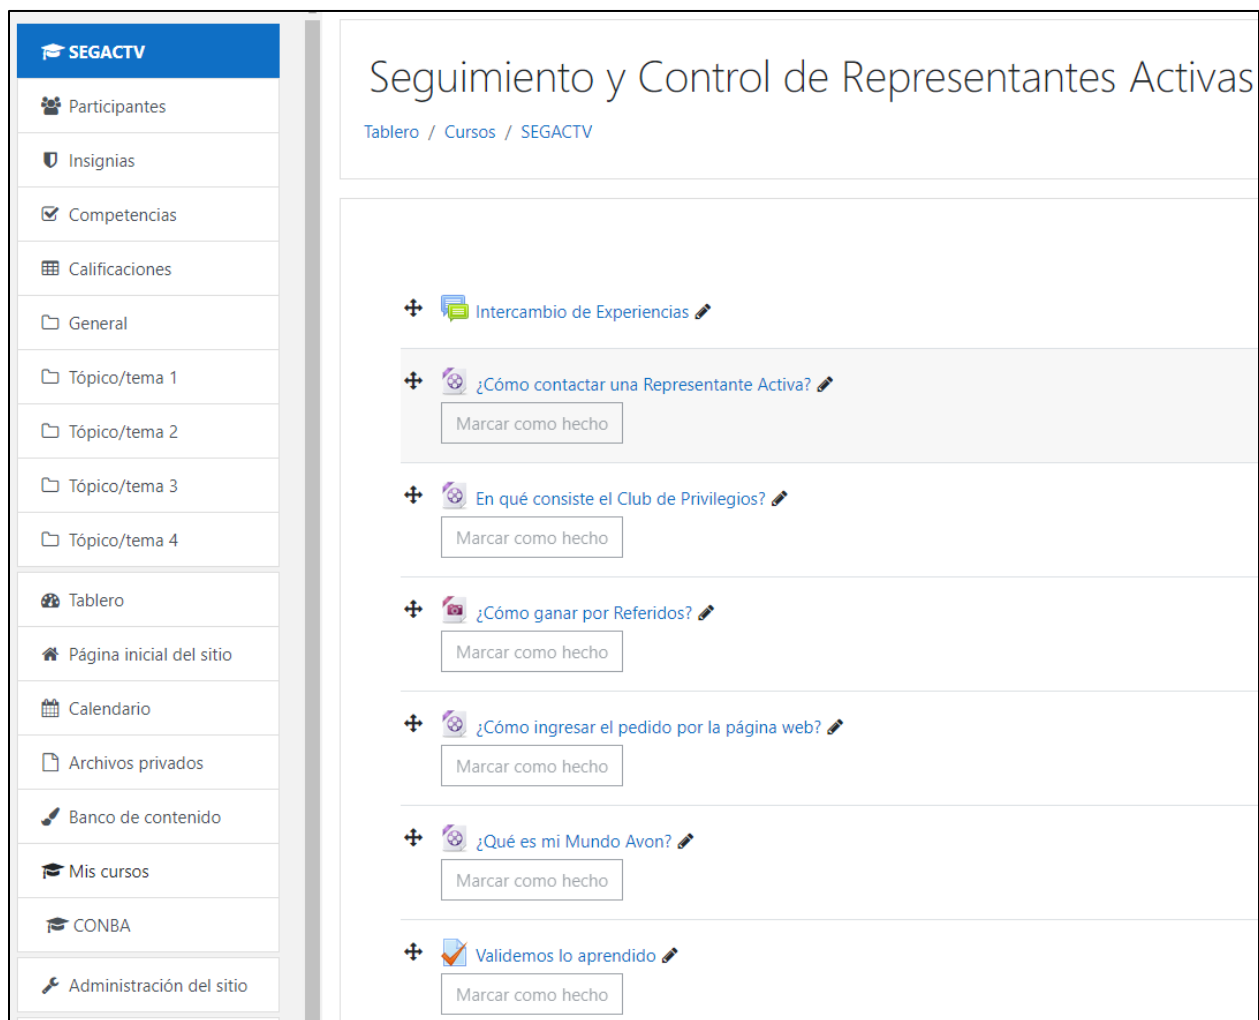 SEGACTV
Participantes
Insignias
Competencias
Calificaciones
General
Tópico/tema 1
Tópico/tema 2
Tópico/tema 3
Tópico/tema 4
Tablero
Página inicial del sitio
Calendario
Archivos privados
Banco de contenido
Mis cursos
CONBA
Administración del sitio
Seguimiento y Control de Representantes Activas
Tablero / Cursos / SEGACTV
Intercambio de Experiencias
¿Cómo contactar una Representante Activa?
Marcar como hecho
En qué consiste el Club de Privilegios?
Marcar como hecho
¿Cómo ganar por Referidos?
Marcar como hecho
¿Cómo ingresar el pedido por la página web?
Marcar como hecho
¿Qué es mi Mundo Avon?
Marcar como hecho
Validemos lo aprendido
Marcar como hecho